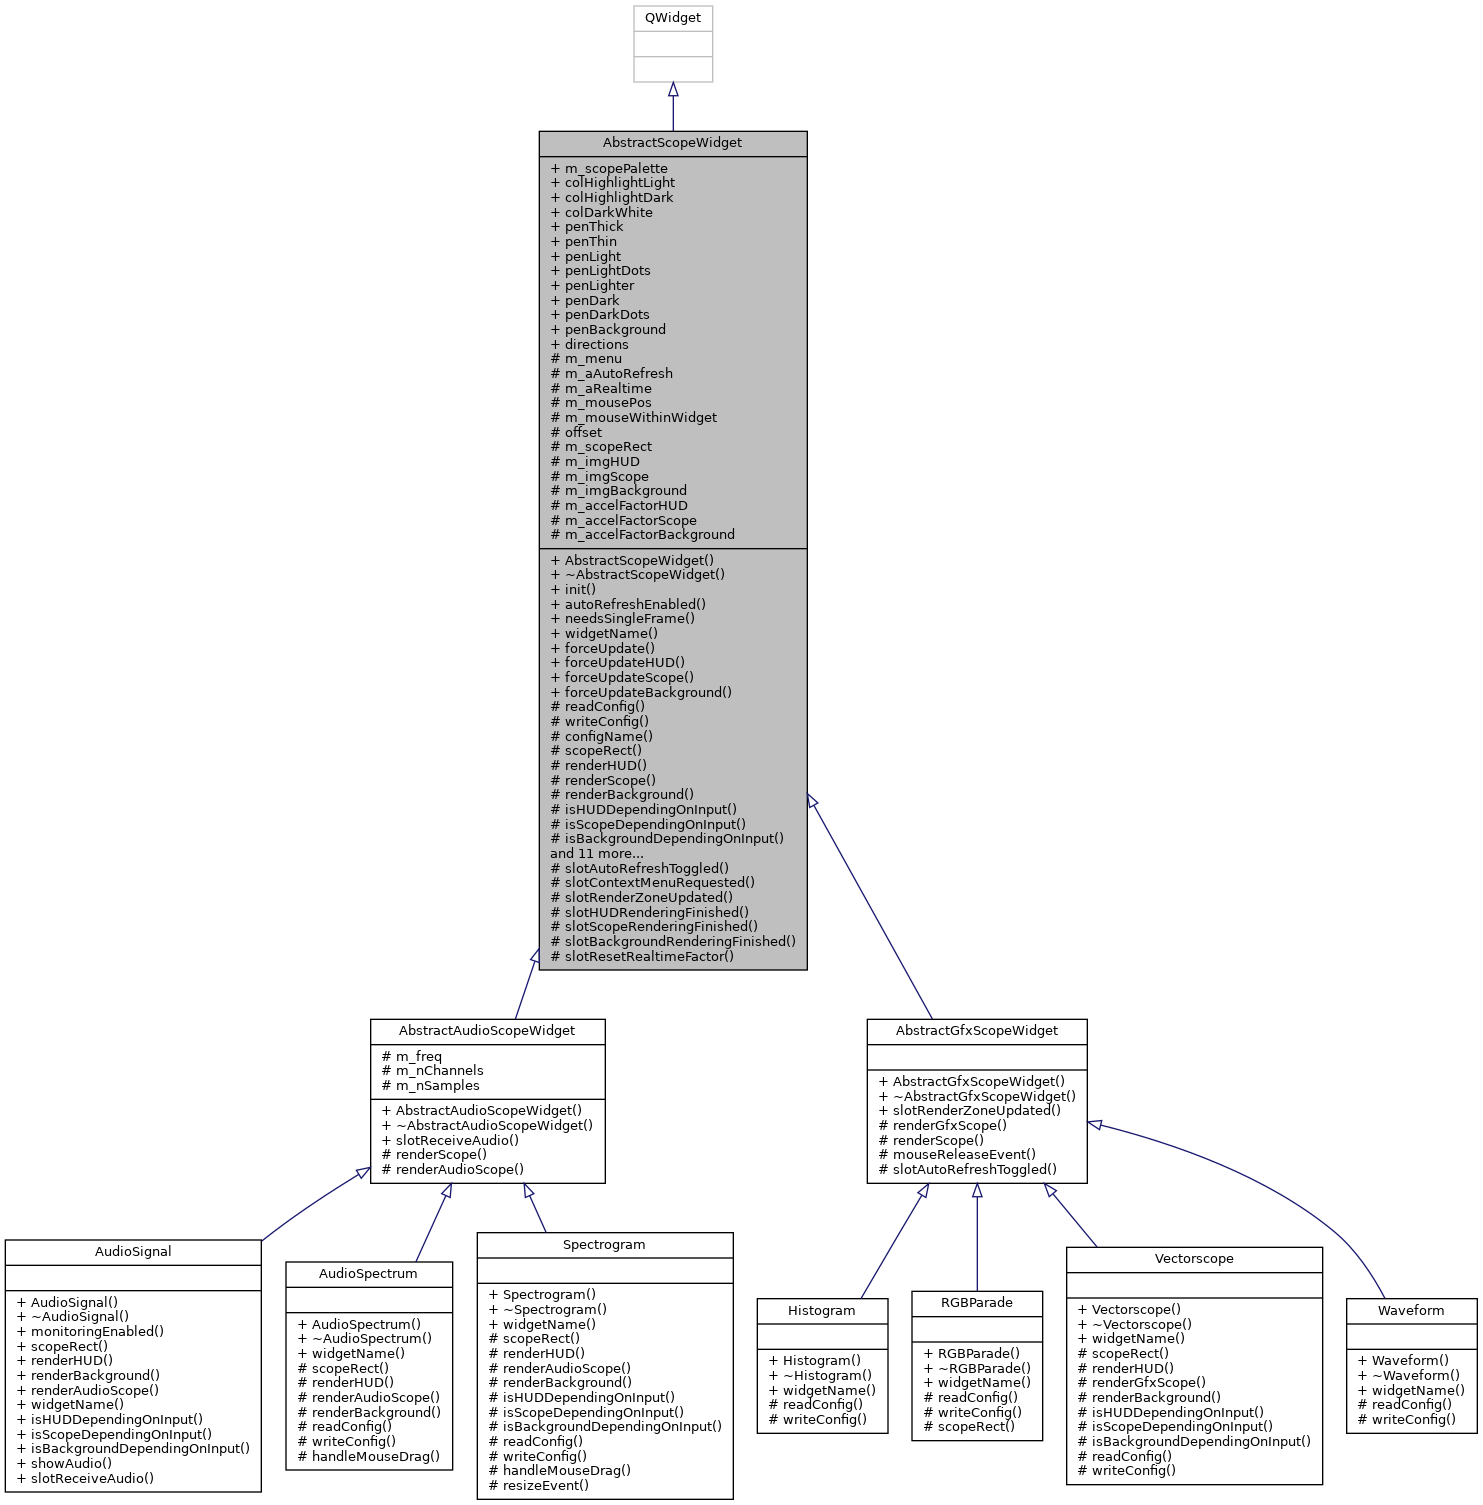 QWidget
AbstractScopeWidget
+ m_scopePalette
+ colHighlightLight
+ colHighlightDark
+ colDarkWhite
+ penThick
+ penThin
+ penLight
+ penLightDots
+ penLighter
+ penDark
+ penDarkDots
+ penBackground
+ directions
# m_menu
# m_aAutoRefresh
# m_aRealtime
# m_mousePos
# m_mouseWithinWidget
# offset
# m_scopeRect
# m_imgHUD
# m_imgScope
# m_imgBackground
# m_accelFactorHUD
# m_accelFactorScope
# m_accelFactorBackground
+ AbstractScopeWidget()
+ ~AbstractScopeWidget()
+ init()
+ autoRefreshEnabled()
+ needsSingleFrame()
+ widgetName()
+ forceUpdate()
+ forceUpdateHUD()
+ forceUpdateScope()
+ forceUpdateBackground()
# readConfig()
# writeConfig()
# configName()
# scopeRect()
# renderHUD()
# renderScope()
# renderBackground()
# isHUDDependingOnInput()
# isScopeDependingOnInput()
# isBackgroundDependingOnInput()
and 11 more...
# slotAutoRefreshToggled()
# slotContextMenuRequested()
# slotRenderZoneUpdated()
# slotHUDRenderingFinished()
# slotScopeRenderingFinished()
# slotBackgroundRenderingFinished()
# slotResetRealtimeFactor()
AbstractAudioScopeWidget
# m_freq
# m_nChannels
# m_nSamples
+ AbstractAudioScopeWidget()
+ ~AbstractAudioScopeWidget()
+ slotReceiveAudio()
# renderScope()
# renderAudioScope()
AbstractGfxScopeWidget
+ AbstractGfxScopeWidget()
+ ~AbstractGfxScopeWidget()
+ slotRenderZoneUpdated()
# renderGfxScope()
# renderScope()
# mouseReleaseEvent()
# slotAutoRefreshToggled()
AudioSignal
+ AudioSignal()
+ ~AudioSignal()
+ monitoringEnabled()
+ scopeRect()
+ renderHUD()
+ renderBackground()
+ renderAudioScope()
+ widgetName()
+ isHUDDependingOnInput()
+ isScopeDependingOnInput()
+ isBackgroundDependingOnInput()
+ showAudio()
+ slotReceiveAudio()
AudioSpectrum
+ AudioSpectrum()
+ ~AudioSpectrum()
+ widgetName()
# scopeRect()
# renderHUD()
# renderAudioScope()
# renderBackground()
# readConfig()
# writeConfig()
# handleMouseDrag()
Spectrogram
+ Spectrogram()
+ ~Spectrogram()
+ widgetName()
# scopeRect()
# renderHUD()
# renderAudioScope()
# renderBackground()
# isHUDDependingOnInput()
# isScopeDependingOnInput()
# isBackgroundDependingOnInput()
# readConfig()
# writeConfig()
# handleMouseDrag()
# resizeEvent()
Histogram
+ Histogram()
+ ~Histogram()
+ widgetName()
# readConfig()
# writeConfig()
RGBParade
+ RGBParade()
+ ~RGBParade()
+ widgetName()
# readConfig()
# writeConfig()
# scopeRect()
Vectorscope
+ Vectorscope()
+ ~Vectorscope()
+ widgetName()
# scopeRect()
# renderHUD()
# renderGfxScope()
# renderBackground()
# isHUDDependingOnInput()
# isScopeDependingOnInput()
# isBackgroundDependingOnInput()
# readConfig()
# writeConfig()
Waveform
+ Waveform()
+ ~Waveform()
+ widgetName()
# readConfig()
# writeConfig()